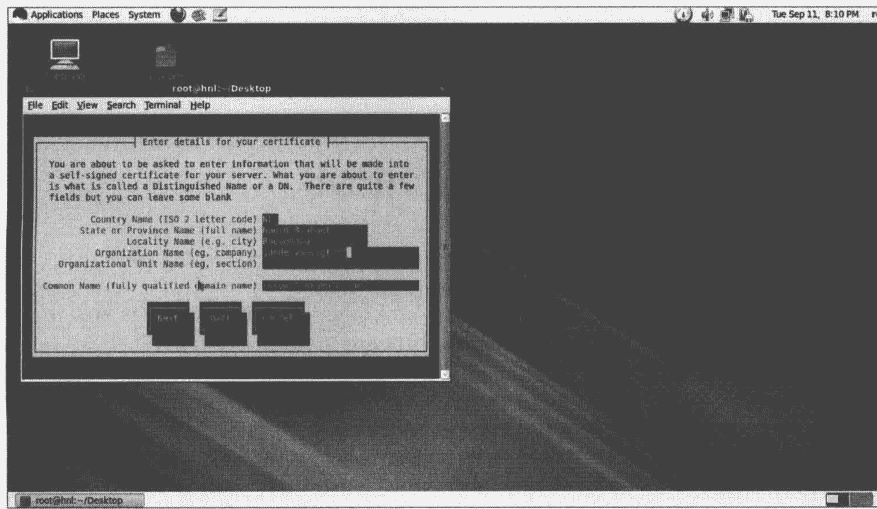 Applications Places System
Tue Sep 11, 8:10 PM
root@hnl:~/Desktop
File Edit View Search Terminal Help
Enter details for your certificate
You are about to be asked to enter information that will be made into
a self-signed certificate for your server. What you are about to enter
is what is called a Distinguished Name or a DN. There are quite a few
fields but you can leave some blank
Country Name (ISO 2 letter code)
State or Province Name (full name)
Locality Name (e.g. city)
Organization Name (eg, company)
Organizational Unit Name (eg, section)
Common Name (fully qualified domain name)
Next Back Cancel
root@hnl:~/Desktop